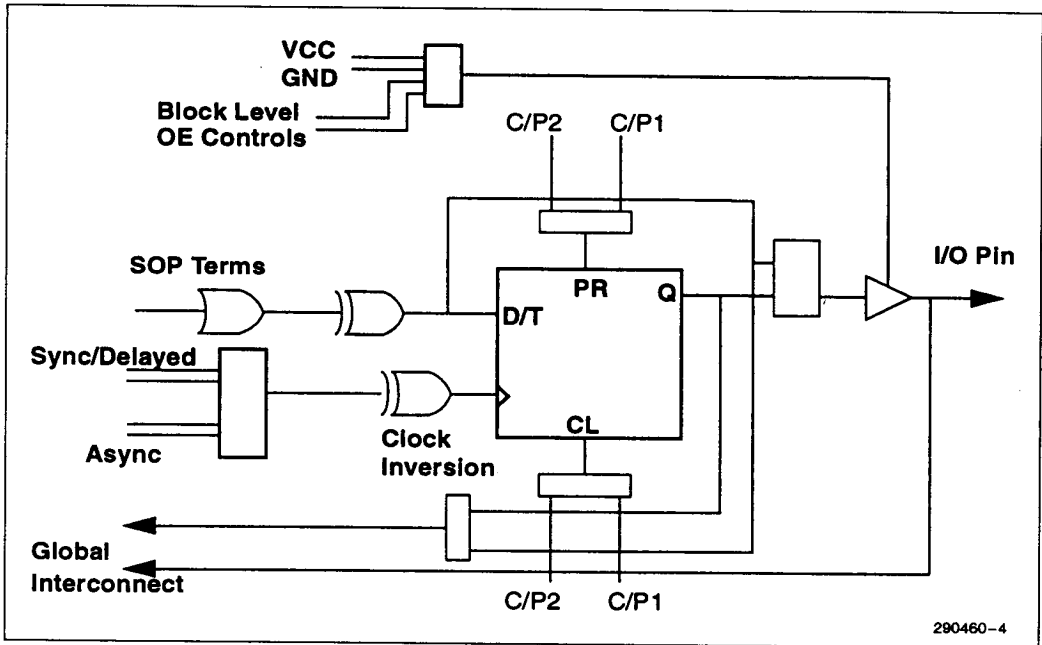 VCC
GND
Block Level
OE Controls
C/P2
C/P1
SOP Terms
I/O Pin
PR
Q
D/T
Sync/Delayed
Async
Clock
Inversion
CL
Global
Interconnect
C/P2
C/P1
290460-4